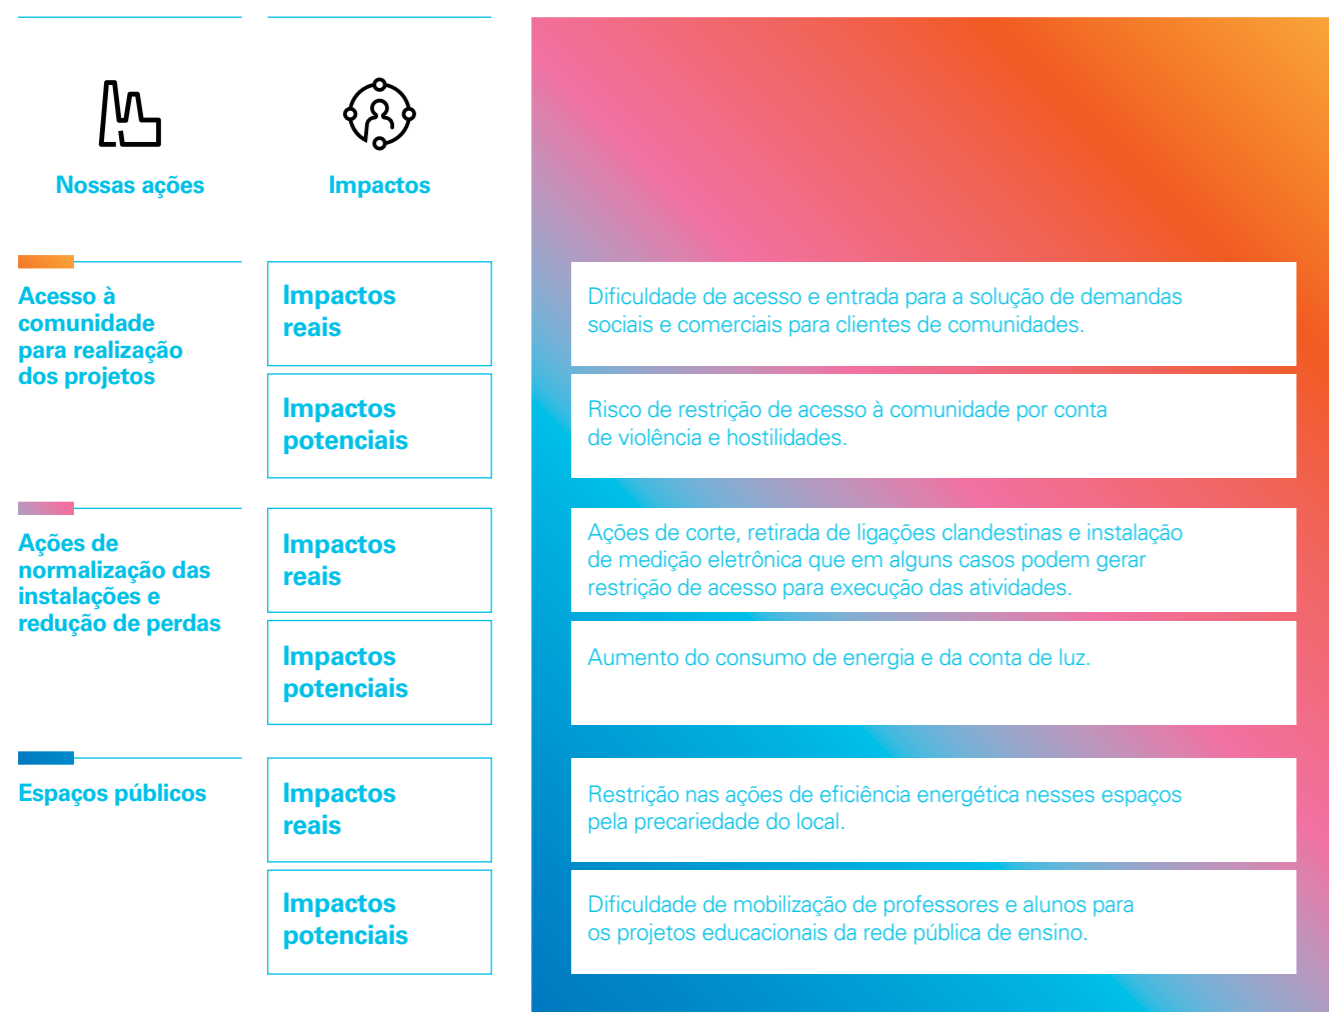 Nossas ações
Impactos
Acesso à
comunidade
para realização
dos projetos
Impactos
reais
Dificuldade de acesso e entrada para a solução de demandas
sociais e comerciais para clientes de comunidades.
Impactos
potenciais
Risco de restrição de acesso à comunidade por conta
de violência e hostilidades.
Ações de
normalização das
instalações e
redução de perdas
Impactos
reais
Ações de corte, retirada de ligações clandestinas e instalação
de medição eletrônica que em alguns casos podem gerar
restrição de acesso para execução das atividades.
Impactos
potenciais
Aumento do consumo de energia e da conta de luz.
Espaços públicos
Impactos
reais
Restrição nas ações de eficiência energética nesses espaços
pela precariedade do local.
Impactos
potenciais
Dificuldade de mobilização de professores e alunos para
os projetos educacionais da rede pública de ensino.